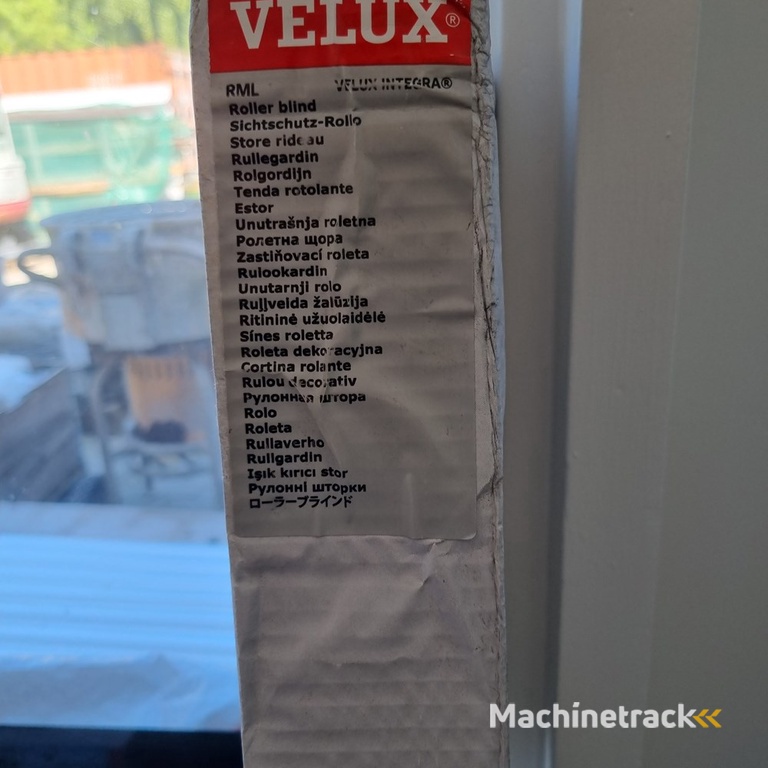 VELUX®
RML VELUX INTEGRA®
Roller blind
Sichtschutz-Rollo
Store rideau
Rullegardin
Rolgordijn
Tenda rotolante
Estor
Unutrašnja roletna
Ролетна щора
Zastiňovací roleta
Rulookardin
Unutarnji rolo
Ruļļveida žalūzija
Ritininė užuolaidėlė
Sínes roletta
Roleta dekoracyjna
Cortina rolante
Rulou decorativ
Рулонная штора
Rolo
Roleta
Rullaverho
Rullgardin
Işık kırıcı stor
Рулонні шторки
ローラーブラインド
Machinetrack